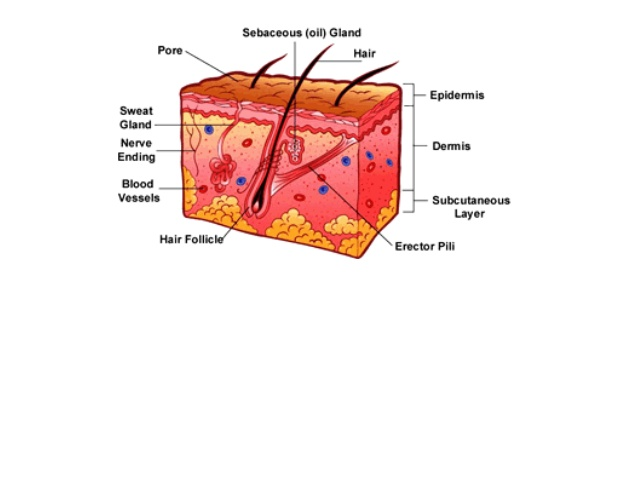 Sebaceous (oil) Gland
Pore
Hair
Epidermis
Sweat
Gland
Nerve
Ending
Dermis
Blood
Vessels
Subcutaneous
Layer
Hair Follicle
Erector Pili